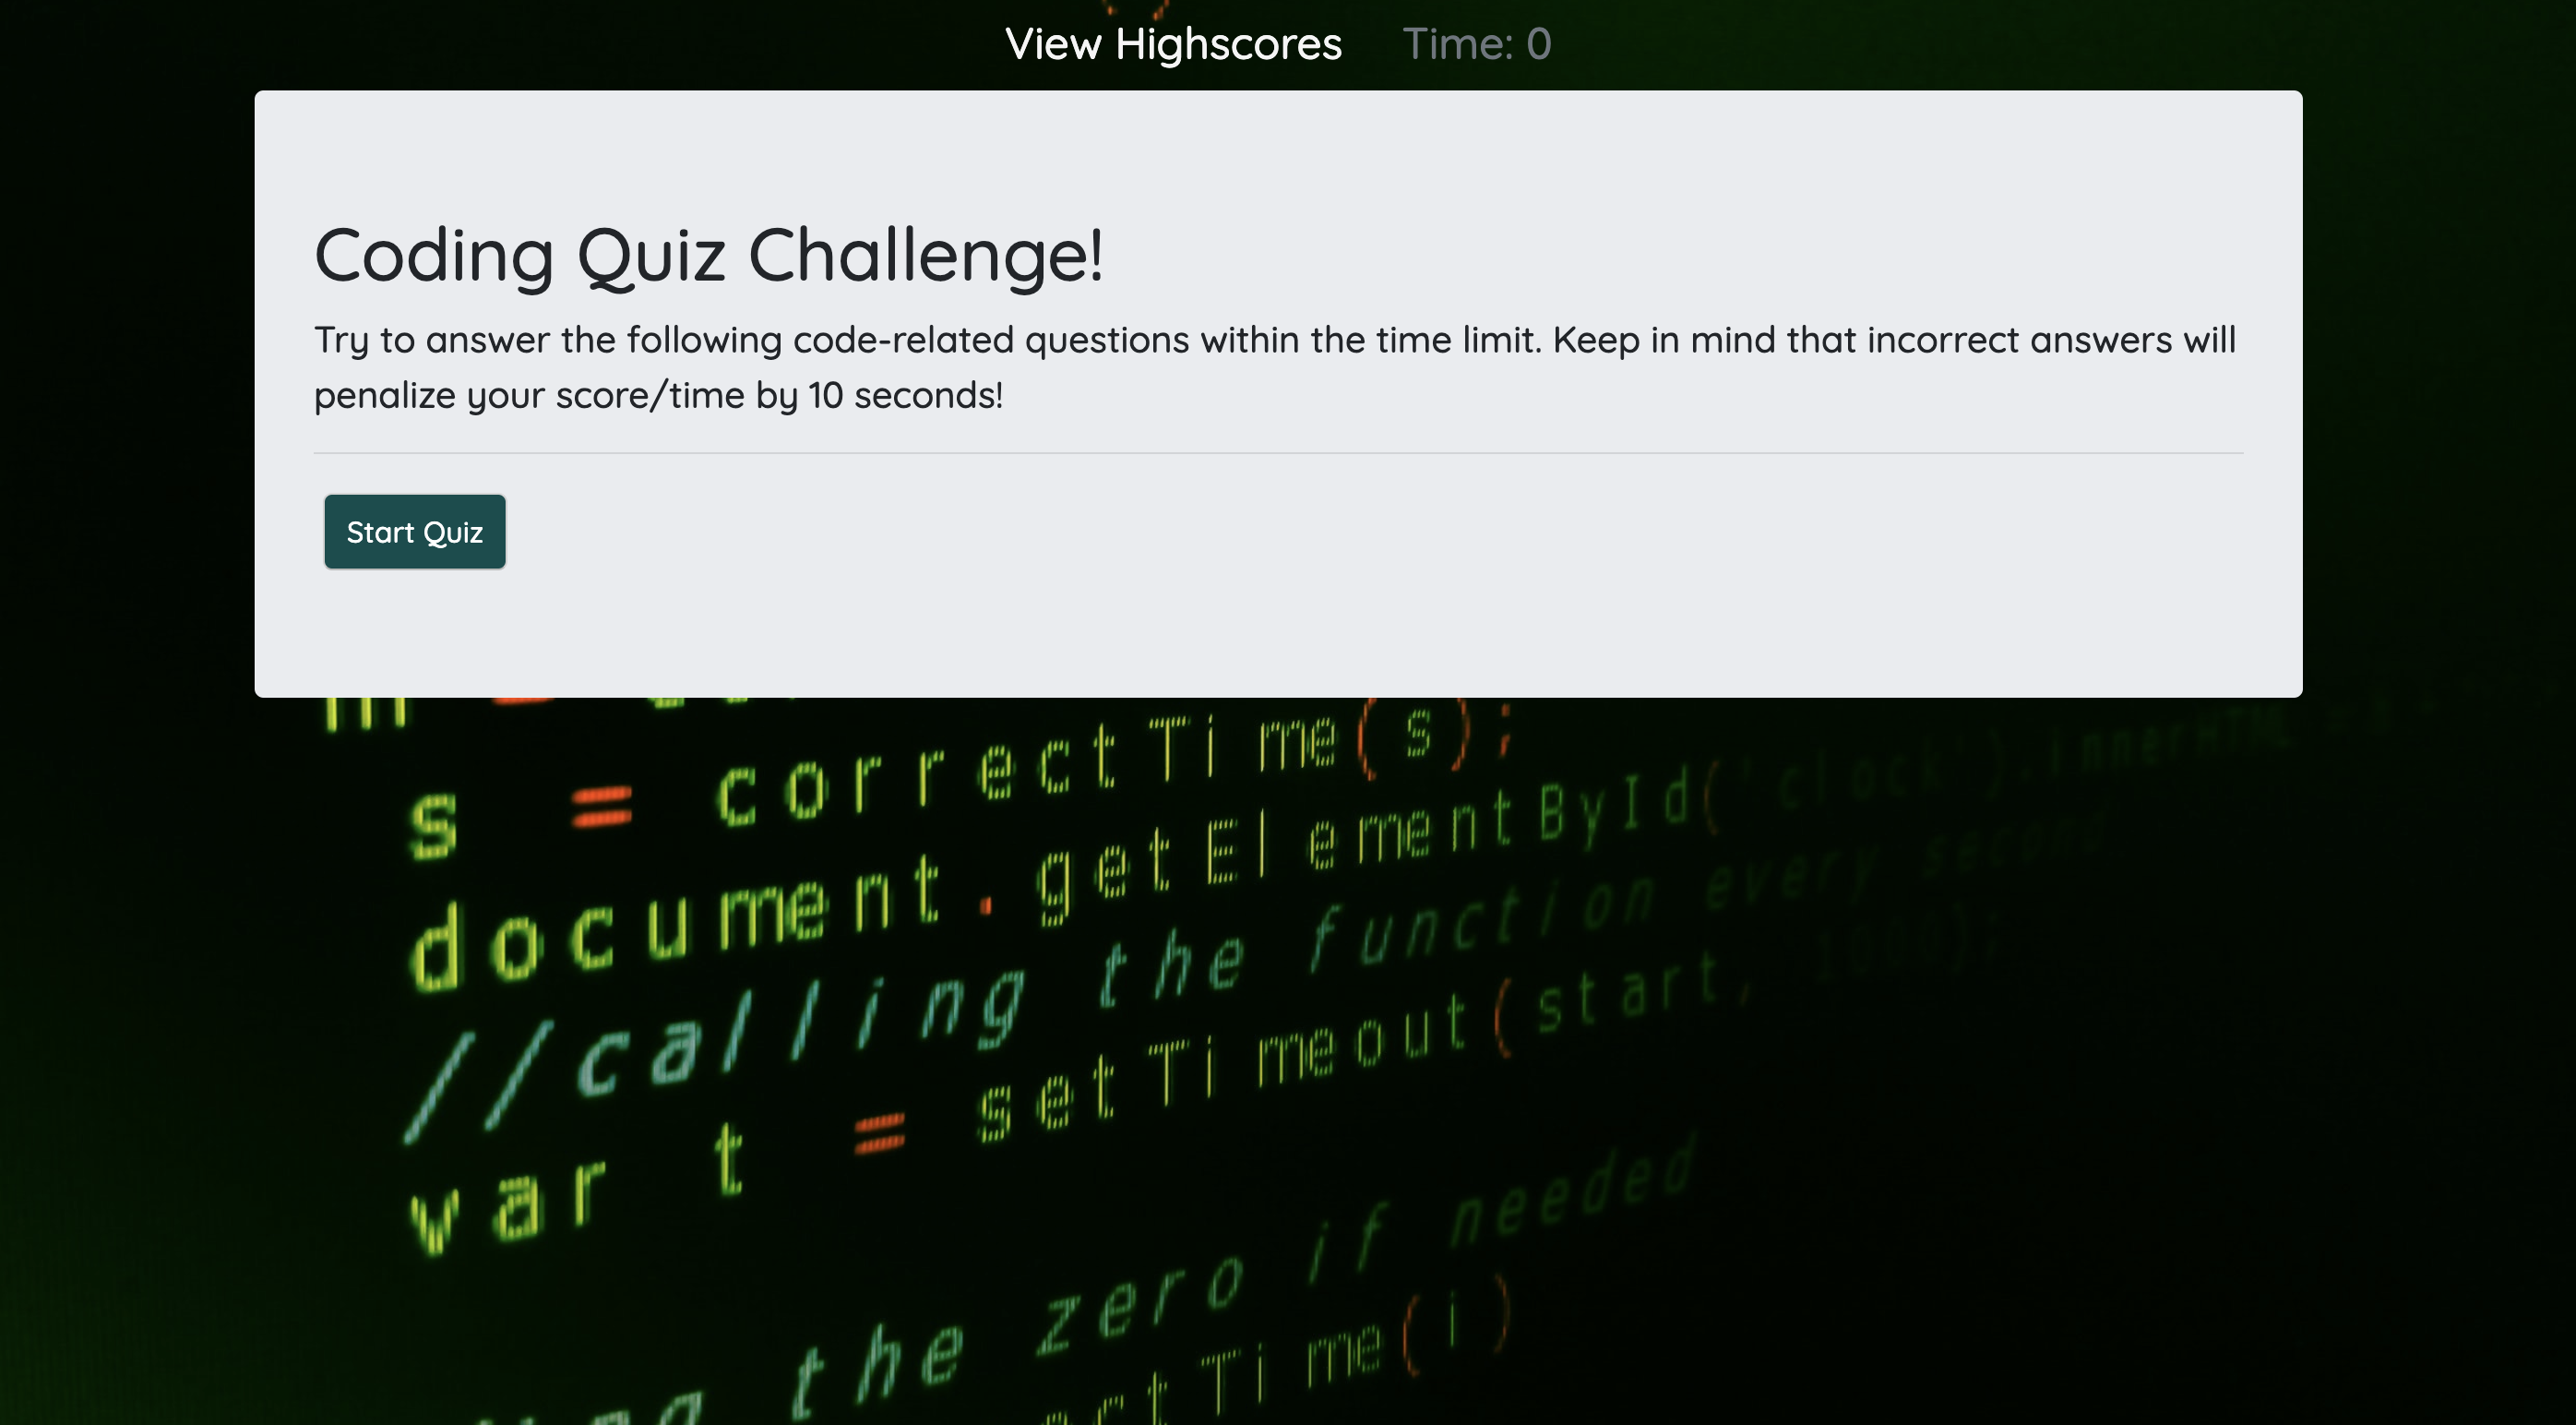 View Highscores Time: 0
Coding Quiz Challenge!
Try to answer the following code-related questions within the time limit. Keep in mind that incorrect answers will
penalize your score/time by 10 seconds!
Start Quiz
s = correctTime(s);
document.getElementById('clock').innerHTML =
//calling the function every second
var t = setTimeout(start, 1000);
the zero if needed
Time(i)